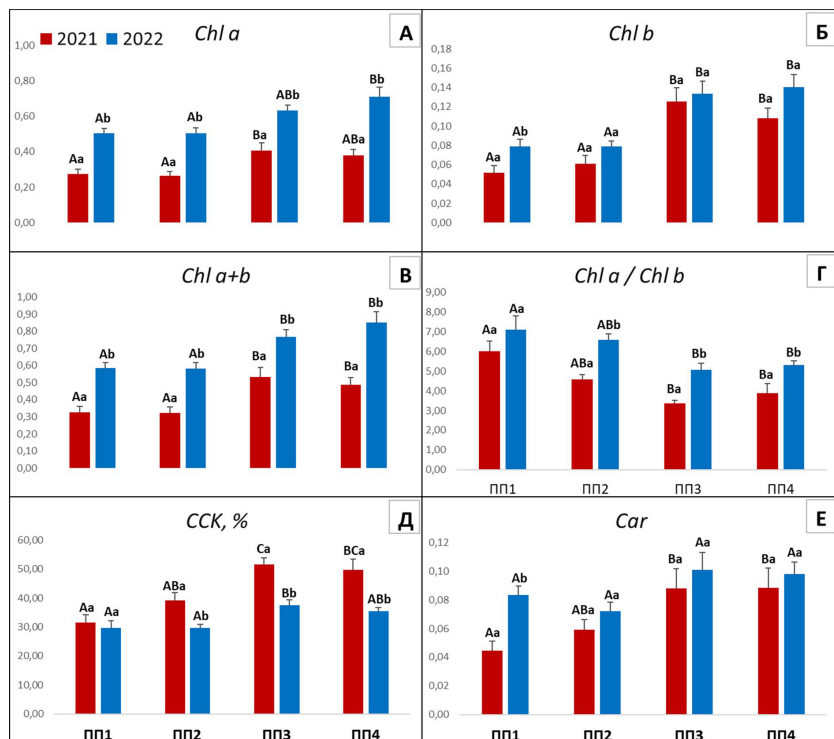 Chl a
А
2021 2022
1,00
0,80
0,60
0,40
0,20
0,00
Aa Ab Aa Ab Ba ABb ABa Bb
Chl b
Б
0,18
0,16
0,14
0,12
0,10
0,08
0,06
0,04
0,02
0,00
Aa Ab Aa Aa Ba Ba Ba Ba
Chl a+b
В
1,00
0,90
0,80
0,70
0,60
0,50
0,40
0,30
0,20
0,10
0,00
Aa Ab Aa Ab Ba Bb Ba Bb
Chl a / Chl b
Г
9,00
8,00
7,00
6,00
5,00
4,00
3,00
2,00
1,00
0,00
Aa Aa ABa ABb Ba Bb Ba Bb
ПП1 ПП2 ПП3 ПП4
ССК, %
Д
60,00
50,00
40,00
30,00
20,00
10,00
0,00
Aa Aa ABa Ab Ca Bb BCa ABb
ПП1 ПП2 ПП3 ПП4
Car
Е
0,12
0,10
0,08
0,06
0,04
0,02
0,00
Aa Ab ABa Aa Ba Aa Ba Aa
ПП1 ПП2 ПП3 ПП4